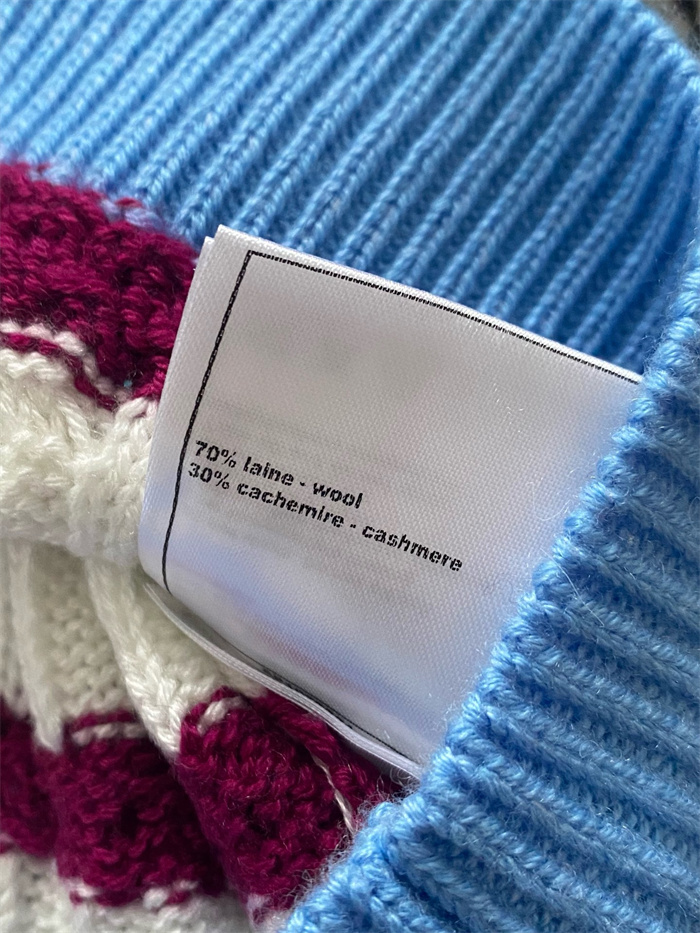 70% laine - wool
30% cachemire - cashmere